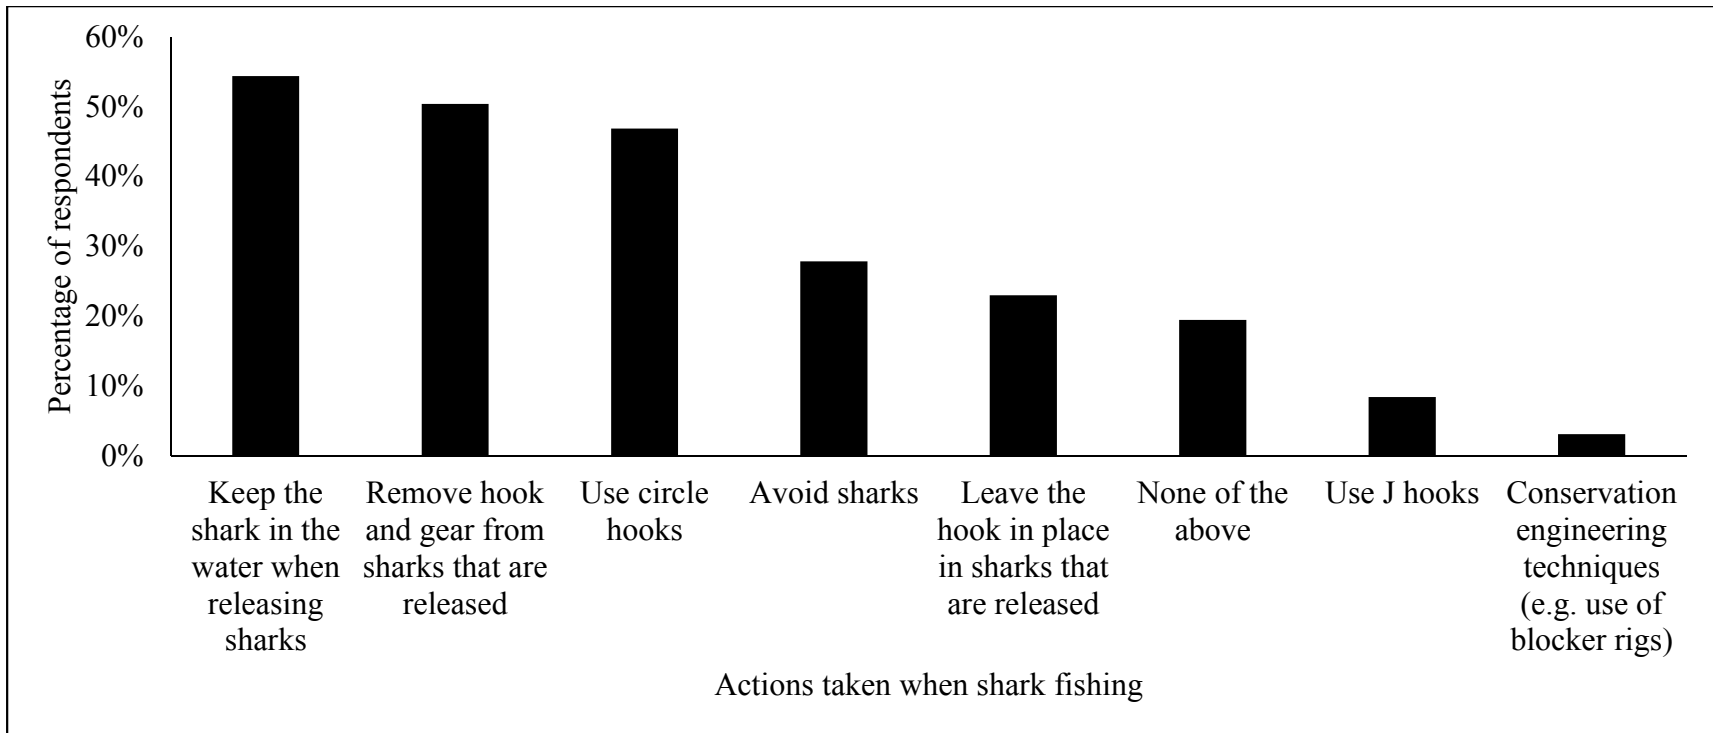 60%
50%
40%
30%
20%
10%
0%
Percentage of respondents
Keep the
shark in the
water when
releasing
sharks
Remove hook
and gear from
sharks that are
released
Use circle
hooks
Avoid sharks
Leave the
hook in place
in sharks that
are released
None of the
above
Use J hooks
Conservation
engineering
techniques
(e.g. use of
blocker rigs)
Actions taken when shark fishing